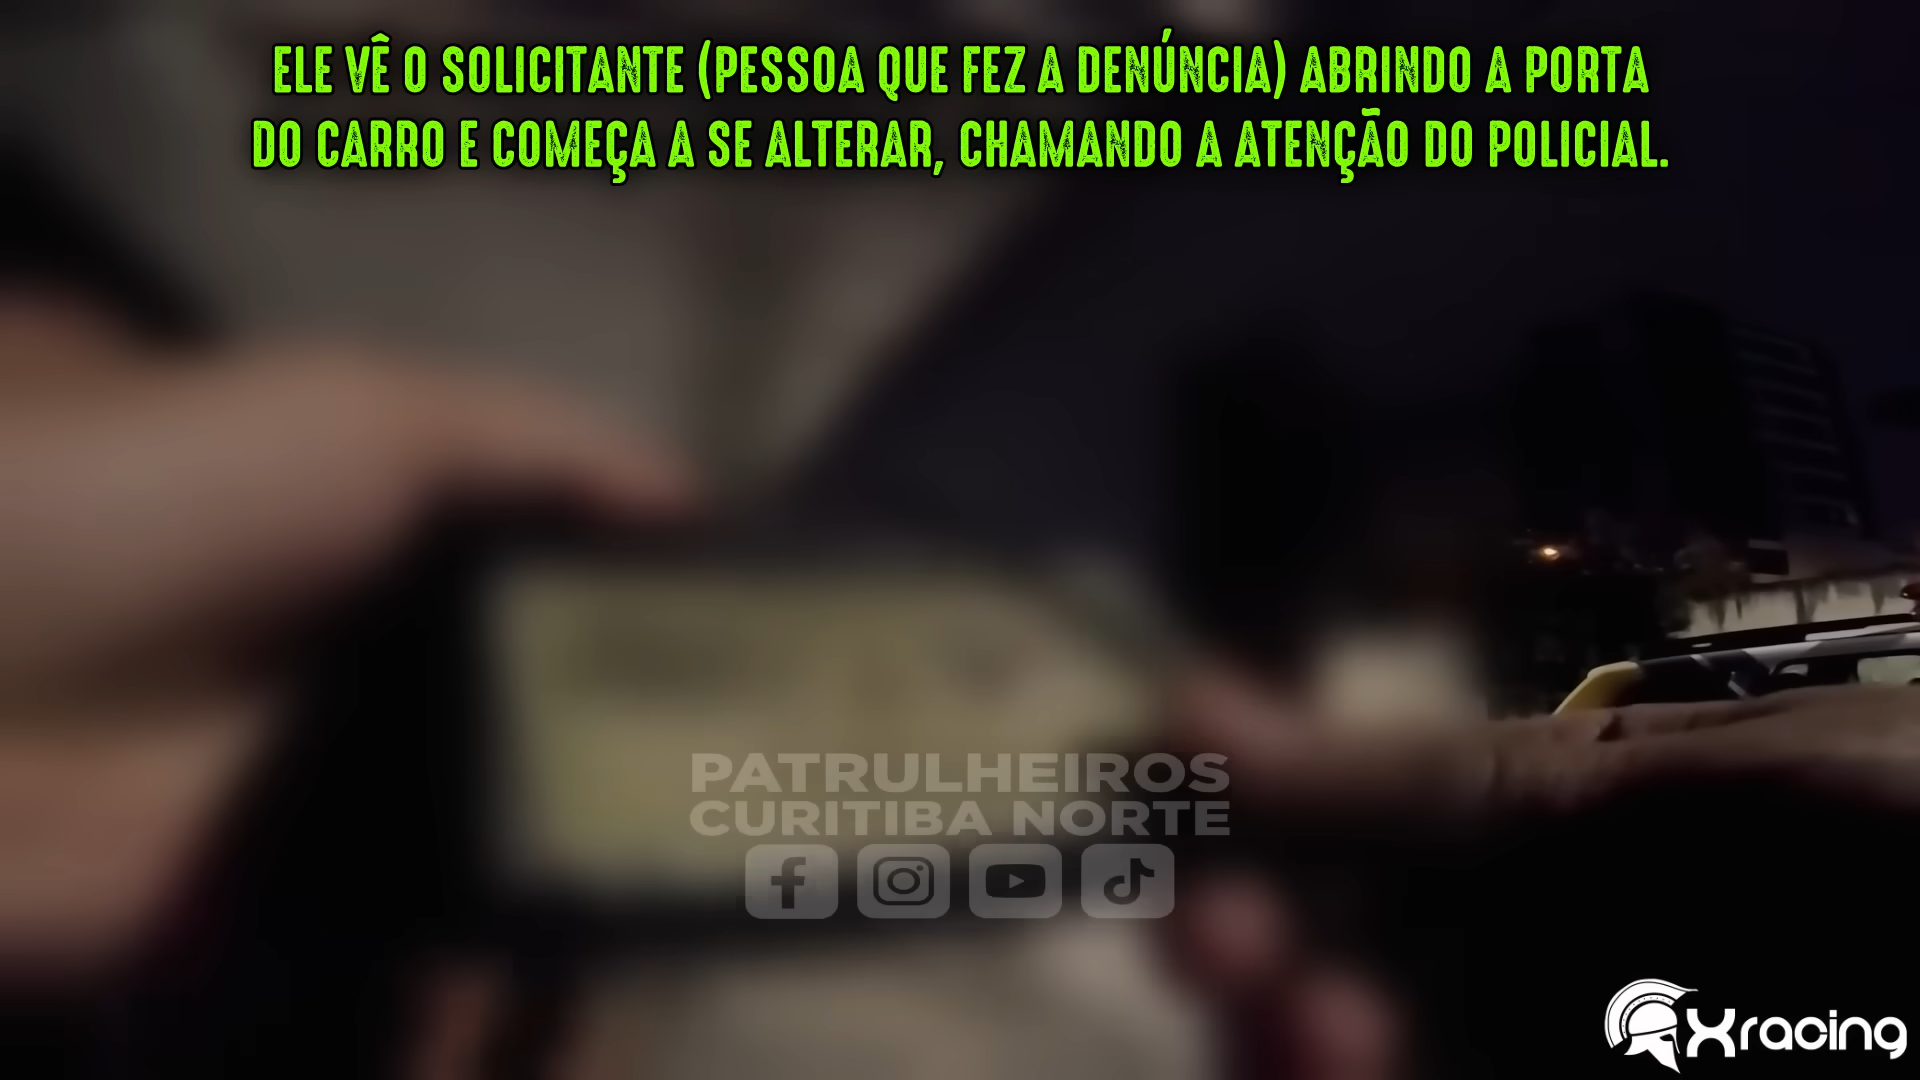 ELE VÊ O SOLICITANTE (PESSOA QUE FEZ A DENÚNCIA) ABRINDO A PORTA
DO CARRO E COMEÇA A SE ALTERAR, CHAMANDO A ATENÇÃO DO POLICIAL.
PATRULHEIROS
CURITIBA NORTE
Xracing